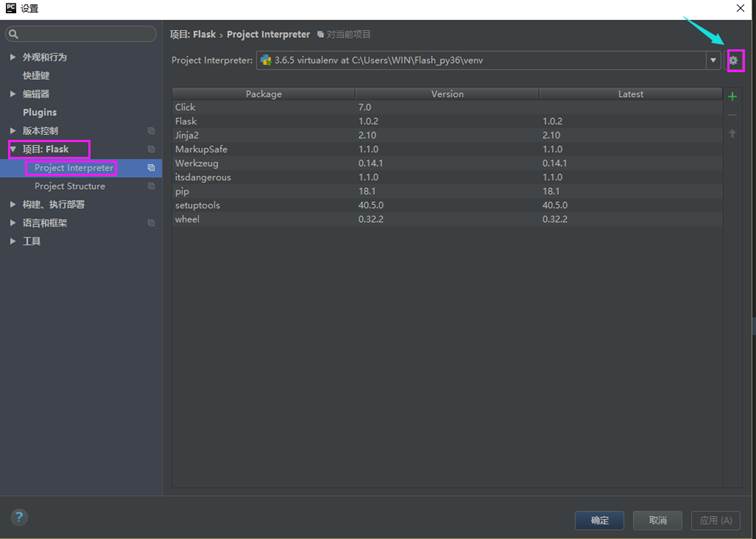 PC 设置
外观和行为
快捷键
编辑器
Plugins
版本控制
项目: Flask
Project Interpreter
Project Structure
构建、执行部署
语言和框架
工具
项目: Flask › Project Interpreter 对当前项目
Project Interpreter: 3.6.5 virtualenv at C:\Users\WIN\Flash_py36\venv
Package Version Latest
Click 7.0
Flask 1.0.2 1.0.2
Jinja2 2.10 2.10
MarkupSafe 1.1.0 1.1.0
Werkzeug 0.14.1 0.14.1
itsdangerous 1.1.0 1.1.0
pip 18.1 18.1
setuptools 40.5.0 40.5.0
wheel 0.32.2 0.32.2
?
确定 取消 应用 (A)